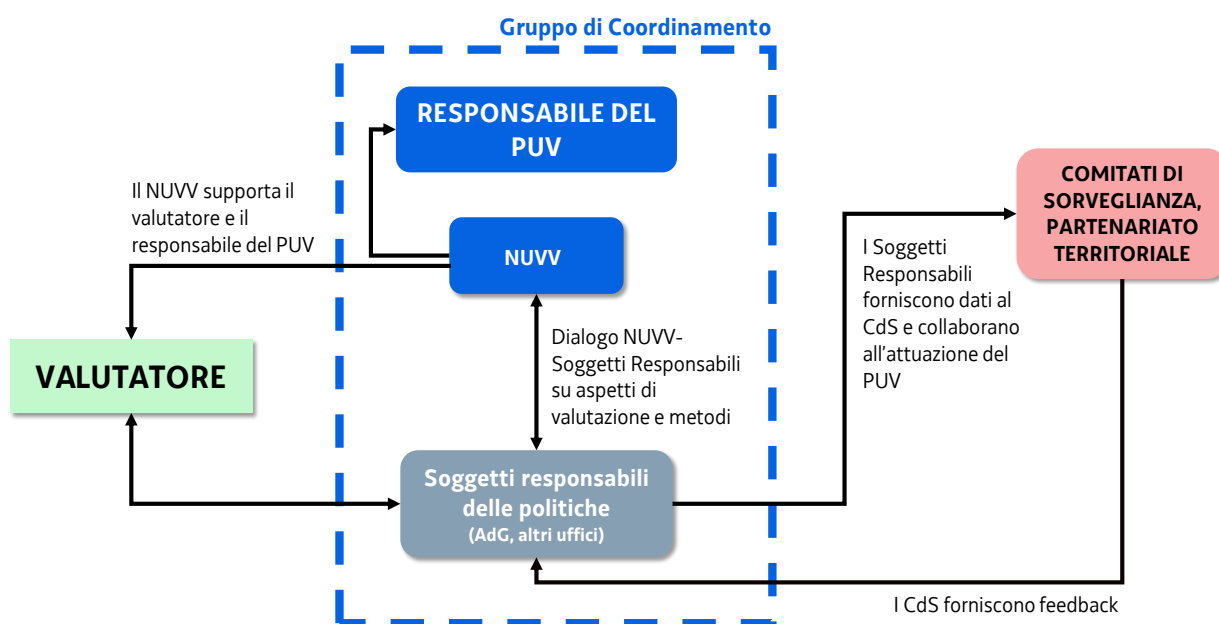 Gruppo di Coordinamento
RESPONSABILE DEL
PUV
Il NUVV supporta il
valutatore e il
responsabile del PUV
NUVV
COMITATI DI
SORVEGLIANZA,
PARTENARIATO
TERRITORIALE
I Soggetti
Responabili
forniscono dati al
CdS e collaborano
all'attuazione del
PUV
Dialogo NUVV-
Soggetti Responsabili
su aspetti di
valutazione e metodi
VALUTATORE
Soggetti responsabili
delle politiche
(AdG, altri uffici)
I CdS forniscono feedback